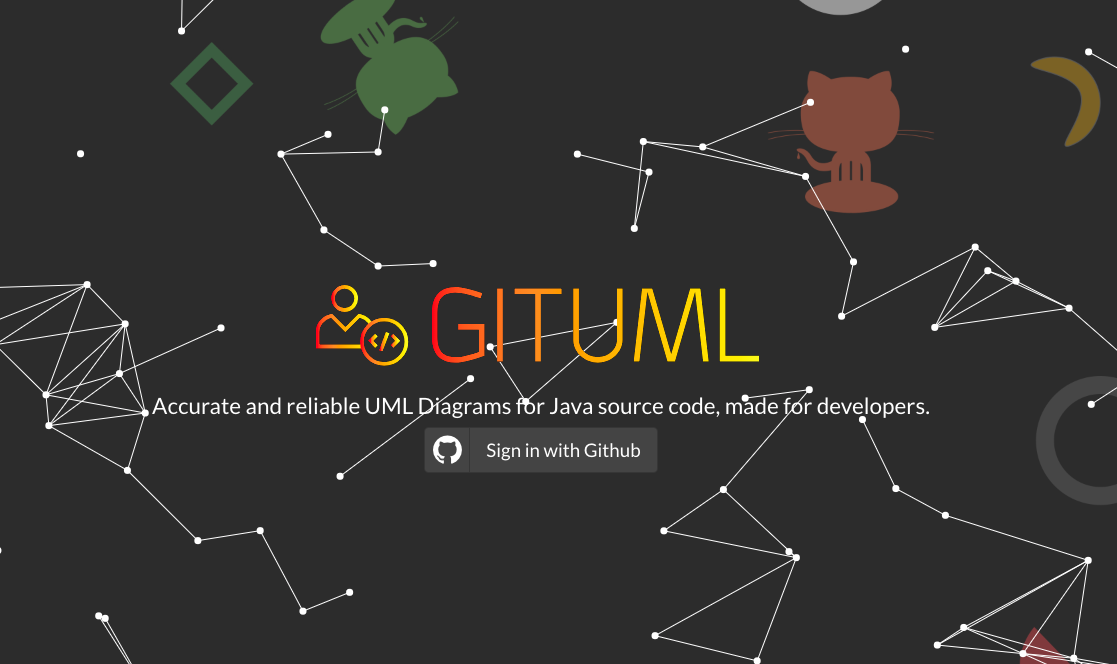 GITUML
Accurate and reliable UML Diagrams for Java source code, made for developers.
Sign in with Github